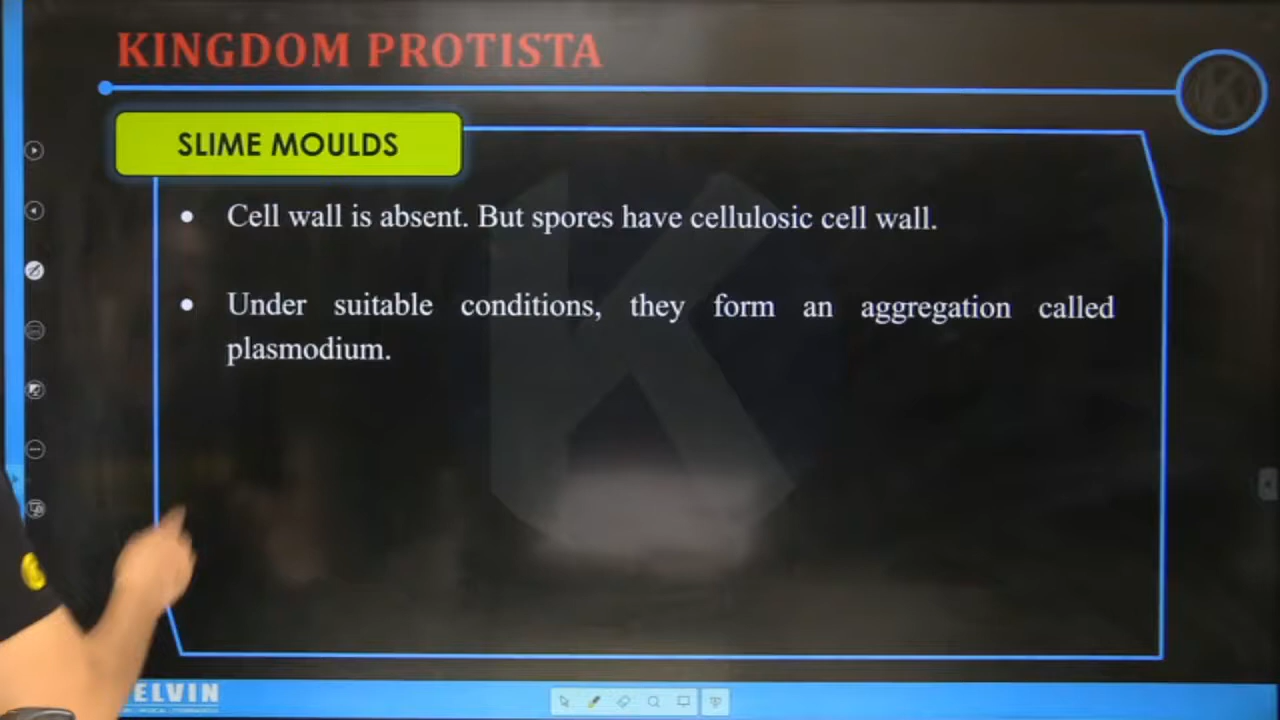 KINGDOM PROTISTA
SLIME MOULDS
• Cell wall is absent. But spores have cellulosic cell wall.
• Under suitable conditions, they form an aggregation called
plasmodium.
ELVIN